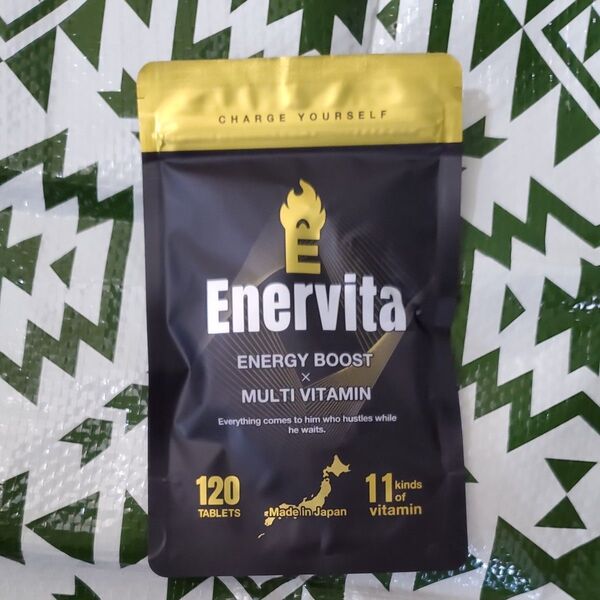 CHARGE YOURSELF
E
Enervita
ENERGY BOOST
×
MULTI VITAMIN
Everything comes to him who hustles while
he waits.
120
TABLETS
Made in Japan
11 kinds
of
vitamin